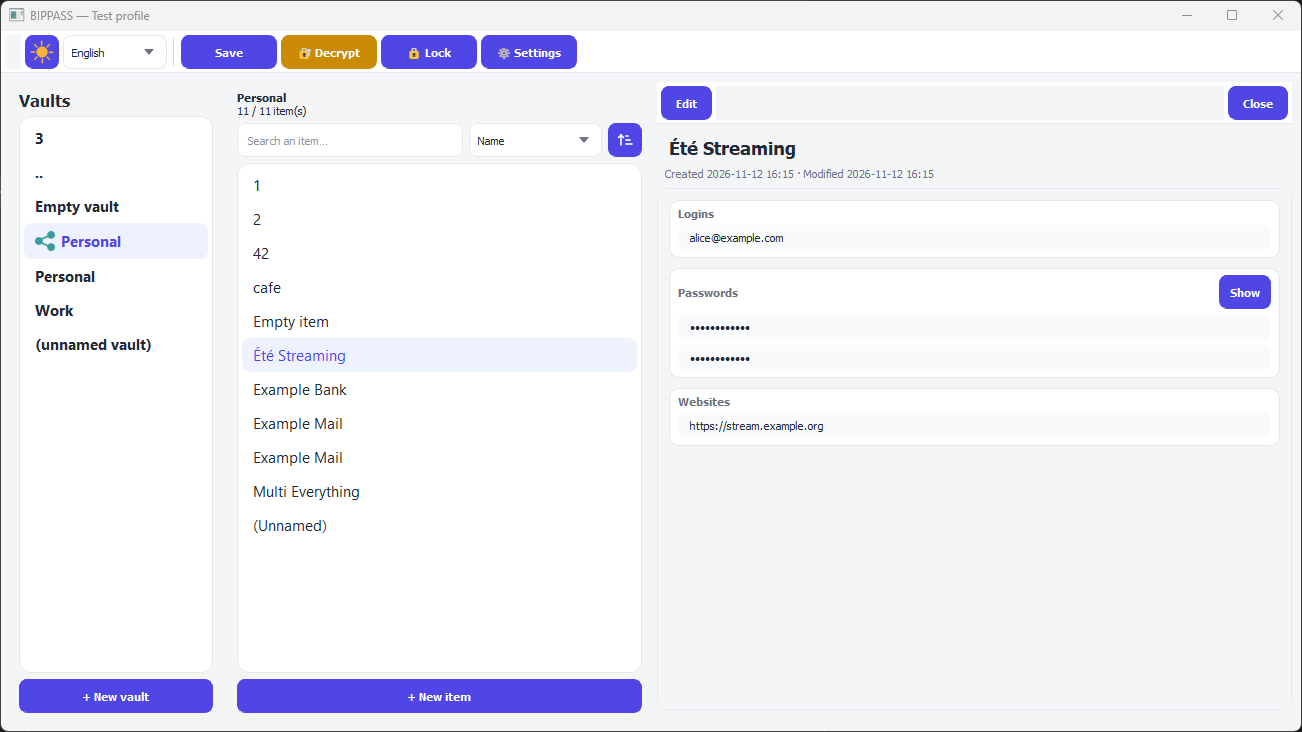 BIPPASS — Test profile
English
Save
Decrypt
Lock
Settings
Vaults
3
..
Empty vault
Personal
Personal
Work
(unnamed vault)
+ New vault
Personal
11 / 11 item(s)
Search an item...
Name
1
2
42
cafe
Empty item
Été Streaming
Example Bank
Example Mail
Example Mail
Multi Everything
(Unnamed)
+ New item
Edit
Close
Été Streaming
Created 2026-11-12 16:15 · Modified 2026-11-12 16:15
Logins
alice@example.com
Passwords
Show
••••••••••••
••••••••••••
Websites
https://stream.example.org